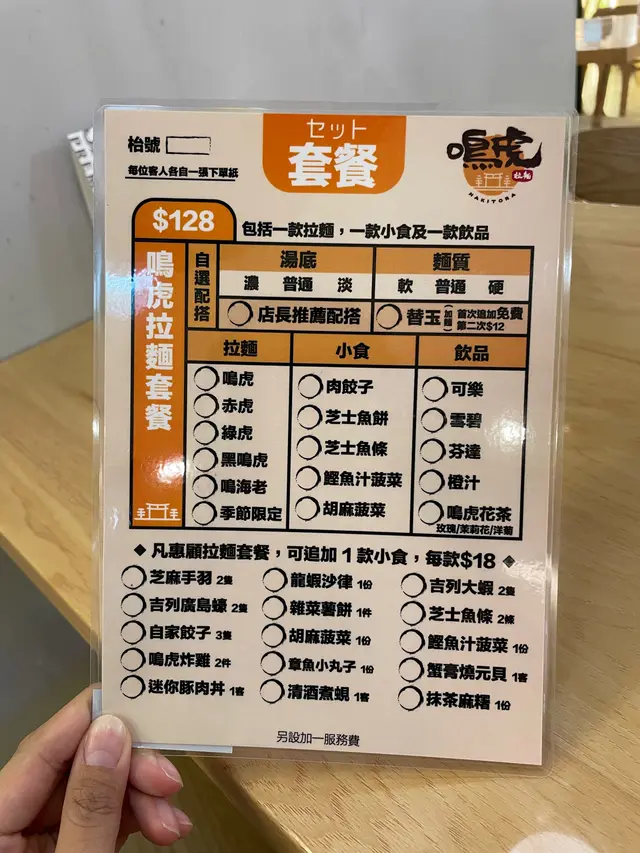 枱號
每位客人各自一張下單紙
セット
套餐
鳴虎
拉麵
NAKITORA
$128
包括一款拉麵，一款小食及一款飲品
鳴虎拉麵套餐
自選配搭
湯底
麵質
濃 普通 淡
軟 普通 硬
店長推薦配搭
替玉(加麵)首次追加免費
第二次$12
拉麵
小食
飲品
鳴虎
赤虎
綠虎
黑鳴虎
鳴海老
季節限定
肉餃子
芝士魚餅
芝士魚條
鰹魚汁菠菜
胡麻菠菜
可樂
雪碧
芬達
橙汁
鳴虎花茶
玫瑰/茉莉花/洋菊
◆ 凡惠顧拉麵套餐，可追加 1 款小食，每款$18 ◆
芝麻手羽 2隻
吉列廣島蠔 2隻
自家餃子 3隻
鳴虎炸雞 2件
迷你豚肉丼 1客
龍蝦沙律 1份
雜菜薯餅 1件
胡麻菠菜 1份
章魚小丸子 1份
清酒煮蜆 1客
吉列大蝦 2隻
芝士魚條 2條
鰹魚汁菠菜 1份
蟹膏燒元貝 1客
抹茶麻糬 1份
另設加一服務費